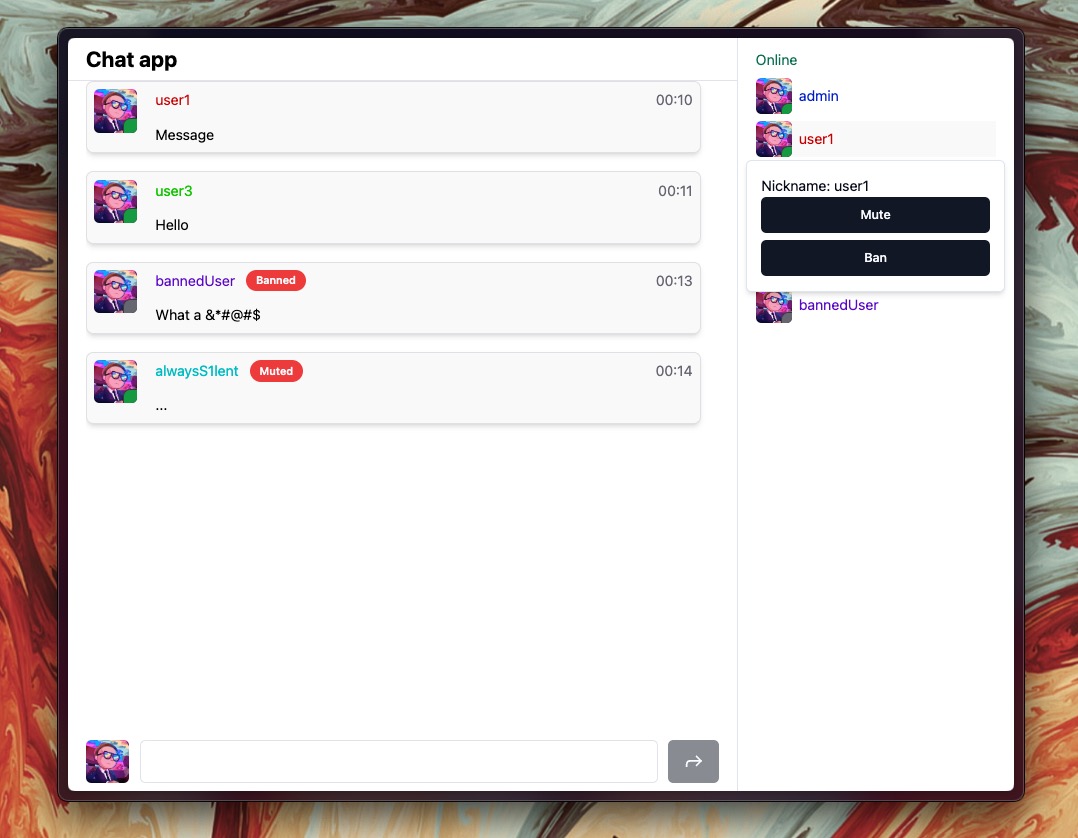 Chat app
user1 00:10
Message
user3 00:11
Hello
bannedUser Banned 00:13
What a &*#@#$
alwaysS1lent Muted 00:14
...
Online
admin
user1
Nickname: user1
Mute
Ban
bannedUser